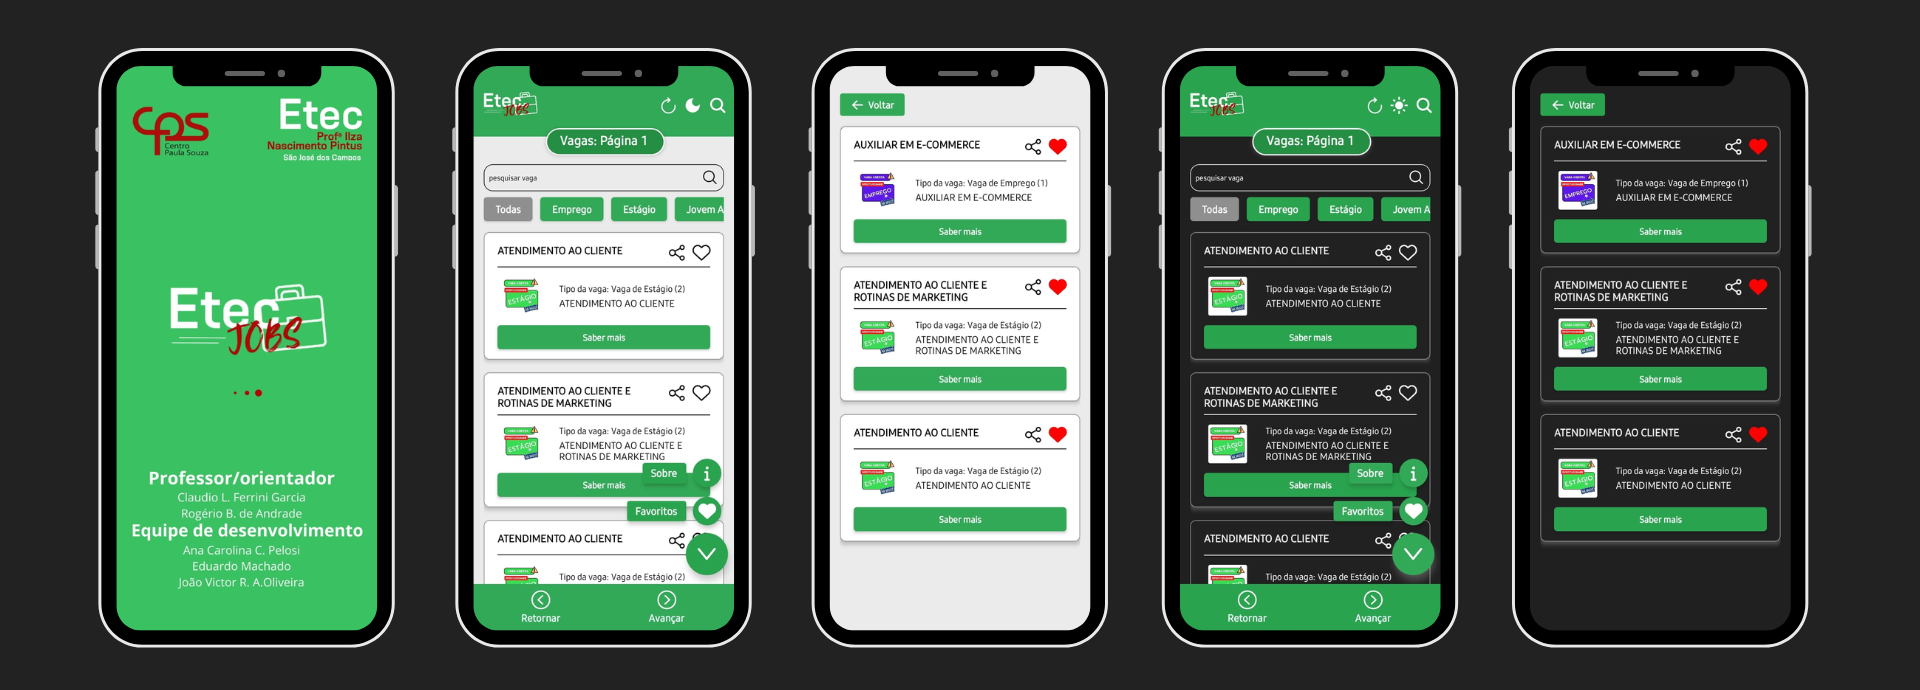 CPS
Centro
Paula Souza
Etec
Profª Ilza
Nascimento Pintus
São José dos Campos
Etec
JOBS
Professor/orientador
Claudio L. Ferrini Garcia
Rogério B. de Andrade
Equipe de desenvolvimento
Ana Carolina C. Pelosi
Eduardo Machado
João Victor R. A.Oliveira
Etec
JOBS
Vagas: Página 1
pesquisar vaga
Todas
Emprego
Estágio
Jovem A
ATENDIMENTO AO CLIENTE
ESTÁGIO
Tipo da vaga: Vaga de Estágio (2)
ATENDIMENTO AO CLIENTE
Saber mais
ATENDIMENTO AO CLIENTE E
ROTINAS DE MARKETING
ESTÁGIO
Tipo da vaga: Vaga de Estágio (2)
ATENDIMENTO AO CLIENTE E
ROTINAS DE MARKETING
Sobre
i
Saber mais
Favoritos
ATENDIMENTO AO CLIENTE
Tipo da vaga: Vaga de Estágio (2)
Retornar
Avançar
Voltar
AUXILIAR EM E-COMMERCE
EMPREGO
Tipo da vaga: Vaga de Emprego (1)
AUXILIAR EM E-COMMERCE
Saber mais
ATENDIMENTO AO CLIENTE E
ROTINAS DE MARKETING
ESTÁGIO
Tipo da vaga: Vaga de Estágio (2)
ATENDIMENTO AO CLIENTE E
ROTINAS DE MARKETING
Saber mais
ATENDIMENTO AO CLIENTE
ESTÁGIO
Tipo da vaga: Vaga de Estágio (2)
ATENDIMENTO AO CLIENTE
Saber mais
Etec
JOBS
Vagas: Página 1
pesquisar vaga
Todas
Emprego
Estágio
Jovem A
ATENDIMENTO AO CLIENTE
ESTÁGIO
Tipo da vaga: Vaga de Estágio (2)
ATENDIMENTO AO CLIENTE
Saber mais
ATENDIMENTO AO CLIENTE E
ROTINAS DE MARKETING
ESTÁGIO
Tipo da vaga: Vaga de Estágio (2)
ATENDIMENTO AO CLIENTE E
ROTINAS DE MARKETING
Sobre
i
Saber mais
Favoritos
ATENDIMENTO AO CLIENTE
Tipo da vaga: Vaga de Estágio (2)
Retornar
Avançar
Voltar
AUXILIAR EM E-COMMERCE
EMPREGO
Tipo da vaga: Vaga de Emprego (1)
AUXILIAR EM E-COMMERCE
Saber mais
ATENDIMENTO AO CLIENTE E
ROTINAS DE MARKETING
ESTÁGIO
Tipo da vaga: Vaga de Estágio (2)
ATENDIMENTO AO CLIENTE E
ROTINAS DE MARKETING
Saber mais
ATENDIMENTO AO CLIENTE
ESTÁGIO
Tipo da vaga: Vaga de Estágio (2)
ATENDIMENTO AO CLIENTE
Saber mais